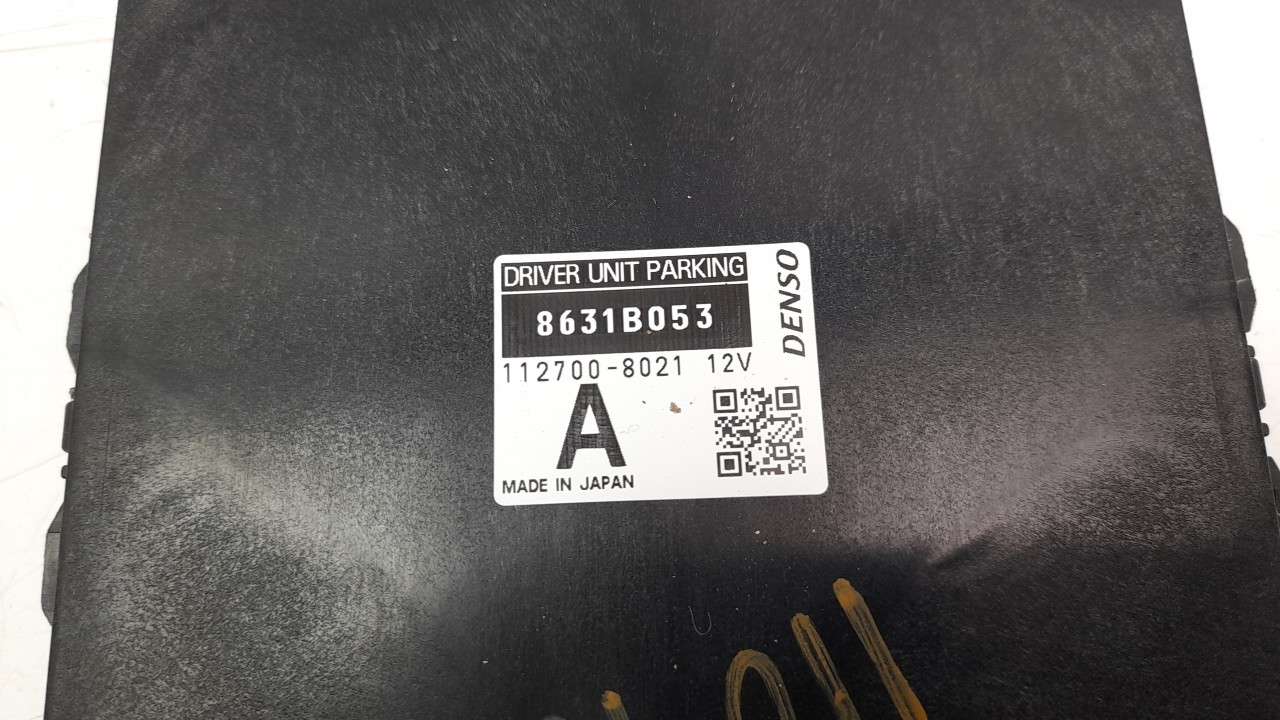 DRIVER UNIT PARKING
8631B053
112700-8021 12V
A
MADE IN JAPAN
DENSO